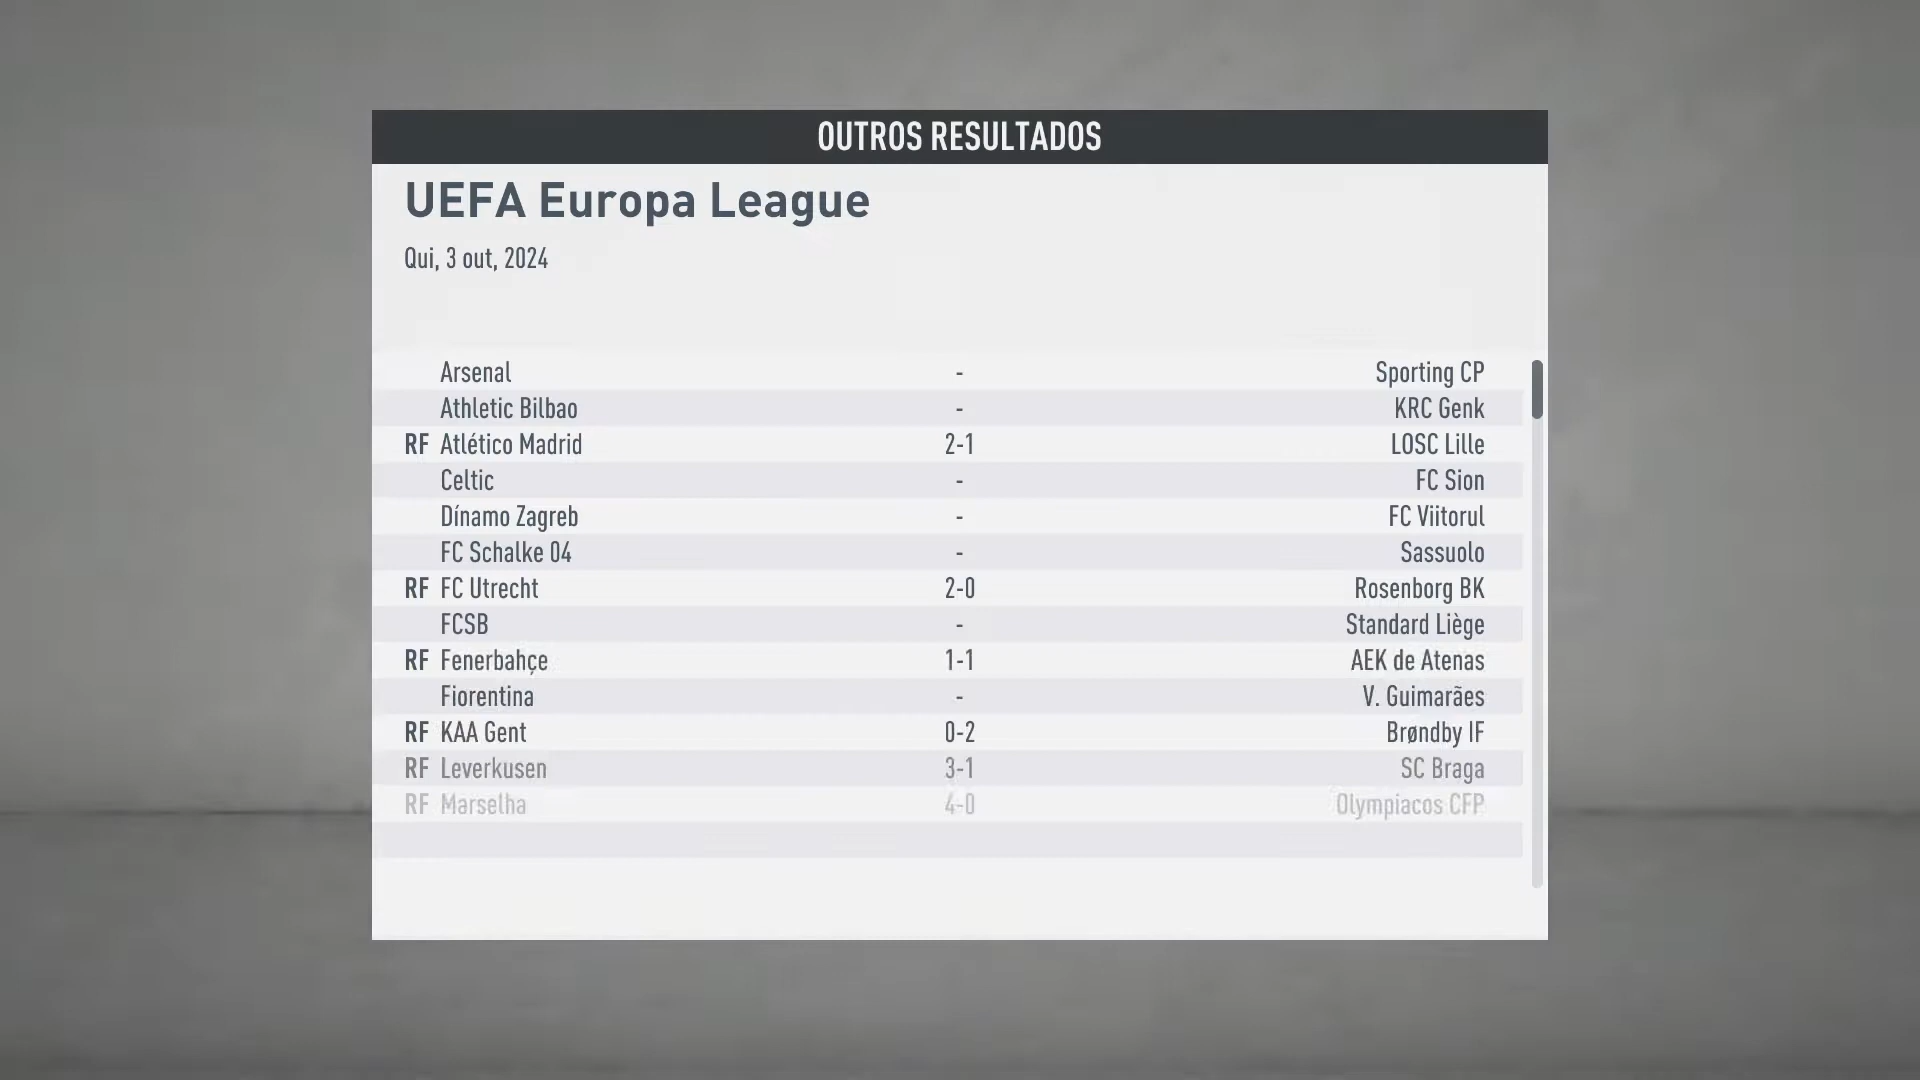 OUTROS RESULTADOS
UEFA Europa League
Qui, 3 out, 2024
Arsenal - Sporting CP
Athletic Bilbao - KRC Genk
RF Atlético Madrid 2-1 LOSC Lille
Celtic - FC Sion
Dínamo Zagreb - FC Viitorul
FC Schalke 04 - Sassuolo
RF FC Utrecht 2-0 Rosenborg BK
FCSB - Standard Liège
RF Fenerbahçe 1-1 AEK de Atenas
Fiorentina - V. Guimarães
RF KAA Gent 0-2 Brøndby IF
RF Leverkusen 3-1 SC Braga
RF Marselha 4-0 Olympiacos CFP